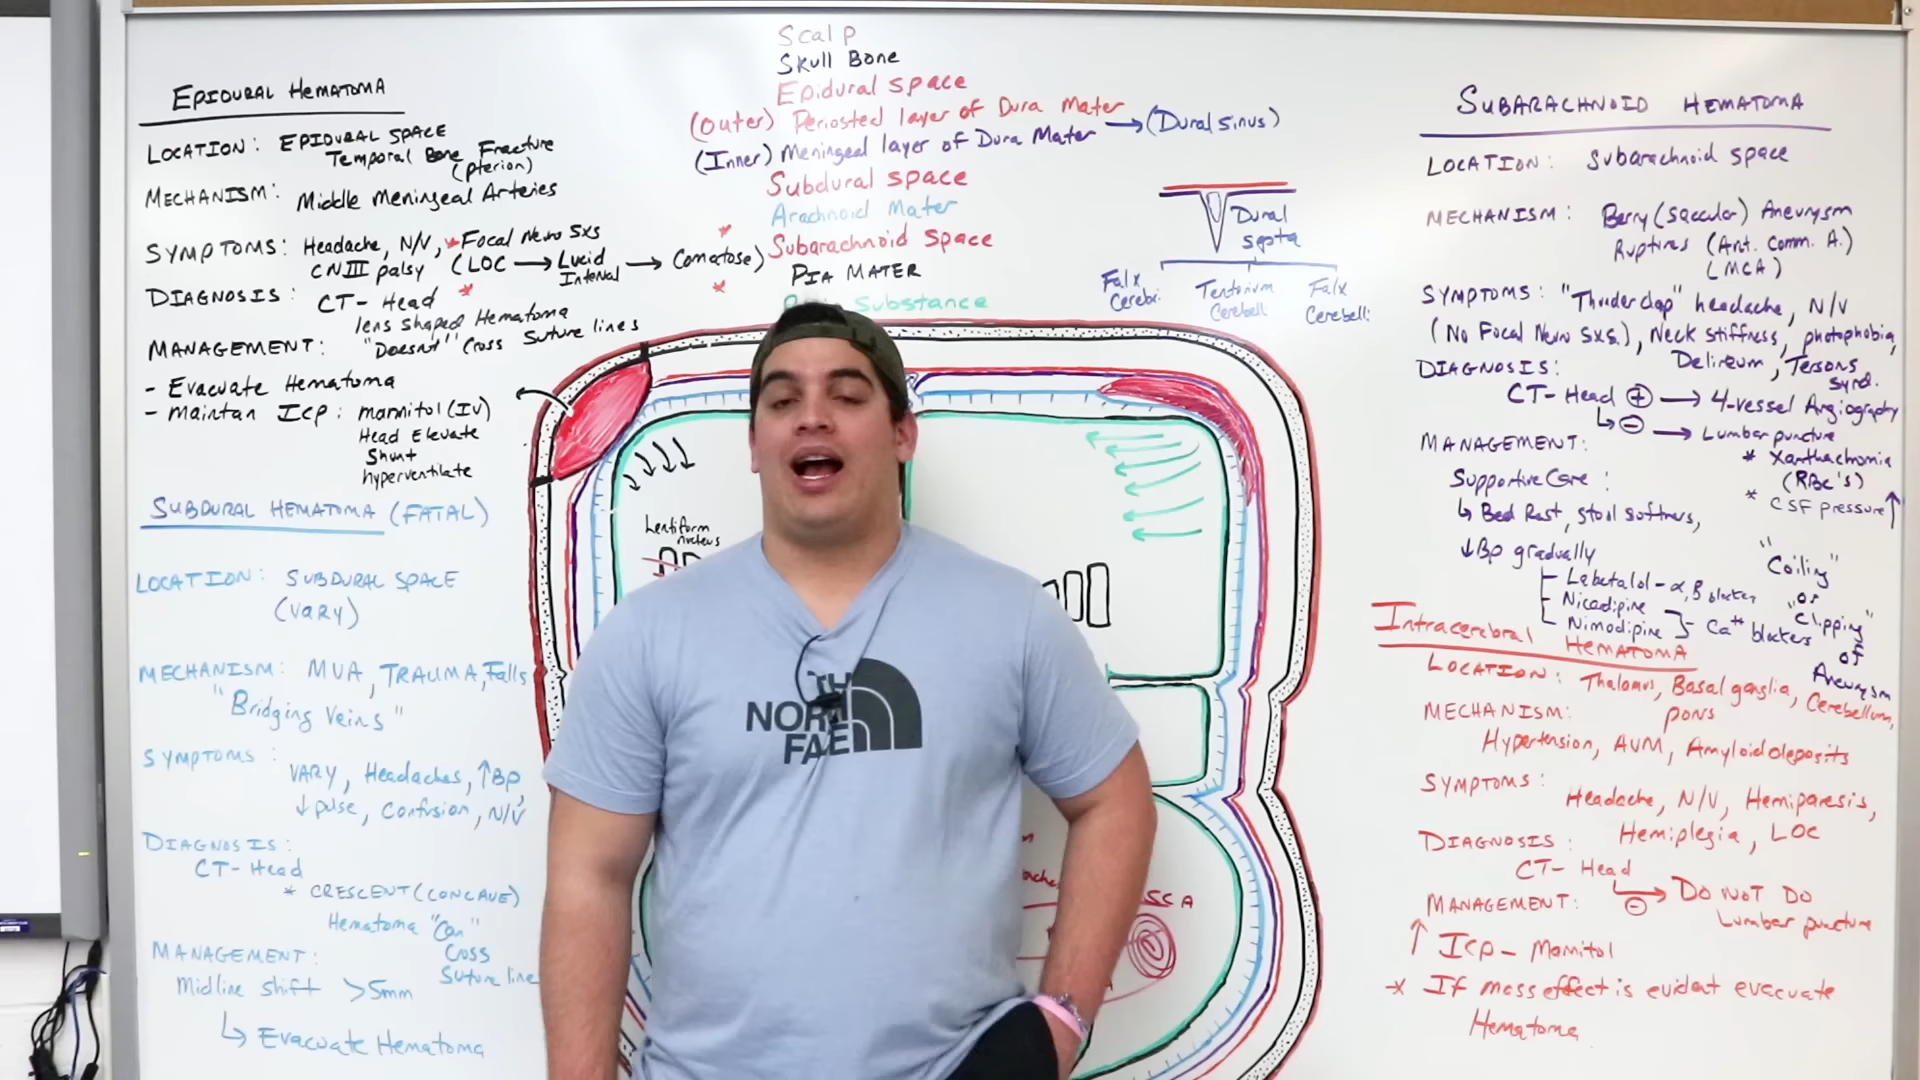 EPIDURAL HEMATOMA
LOCATION: EPIDURAL SPACE
Temporal Bone Fracture
(pterion)
MECHANISM: Middle Meningeal Arteries
SYMPTOMS: Headache, N/V, * Focal Neuro SXS
CN III palsy (LOC → Lucid Interval → Comatose)
DIAGNOSIS: CT- Head *
lens shaped Hematoma
"Doesnt" Cross Suture lines
MANAGEMENT:
- Evacuate Hematoma
- Maintan ICP: mannitol (IV)
Head Elevate
Shunt
hyperventilate
SUBDURAL HEMATOMA (FATAL)
LOCATION: SUBDURAL SPACE
(VARY)
MECHANISM: MVA, TRAUMA, Falls
"Bridging Veins"
SYMPTOMS:
VARY, Headaches, ↑BP,
↓pulse, Confusion, N/V
DIAGNOSIS:
CT- Head
* CRESCENT (CONCAVE)
Hematoma "Can"
Cross
Suture line
MANAGEMENT:
Midline shift >5mm
↳ Evacuate Hematoma
Scalp
Skull Bone
Epidural space
(Outer) Periosteal layer of Dura Mater
(Inner) Meningeal layer of Dura Mater → (Dural sinus)
Subdural space
Arachnoid Mater
* Subarachnoid Space
PIA MATER
*
Substance
Dural
septa
Falx
Cerebri
Tentorium
Cerebelli
Falx
Cerebelli
Lentiform
nucleus
THE
NORTH
FACE
SCA
SUBARACHNOID HEMATOMA
LOCATION: Subarachnoid space
MECHANISM: Berry (saccular) Aneurysm
Ruptures (Ant. Comm. A.)
(MCA)
SYMPTOMS: "Thunderclap" headache, N/V
(No Focal Neuro SXS.), Neck stiffness, photophobia,
Delireum, Tersons
synd.
DIAGNOSIS:
CT- Head ⊕ → 4-vessel Angiography
↳ ⊖ → Lumbar puncture
* Xanthachromia
(RBC's)
* CSF pressure ↑
MANAGEMENT:
Supportive Care:
↳ Bed Rest, stool softners,
↓BP gradually
Labetalol - α, B blocker
Nicadipine
Nimodipine ]- Ca++ blockers
"Coiling"
or
"Clipping"
of
Aneurysm
Intracerebral
HEMATOMA
LOCATION: Thalamus, Basal ganglia, Cerebellum,
pons
MECHANISM:
Hypertension, AVM, Amyloid deposits
SYMPTOMS:
Headache, N/V, Hemiparesis,
Hemiplegia, LOC
DIAGNOSIS:
CT- Head
↳ ⊖ → DO NOT DO
Lumbar puncture
MANAGEMENT:
↑ ICP - Mannitol
* If mass effect is evident evacuate
Hematoma